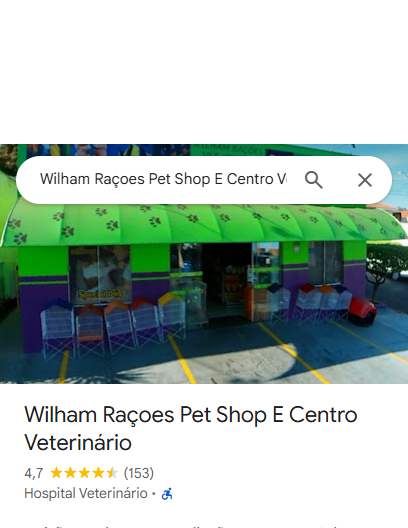 Wilham Raçoes Pet Shop E Centro V
Wilham Raçoes Pet Shop E Centro
Veterinário
4,7 (153)
Hospital Veterinário ·